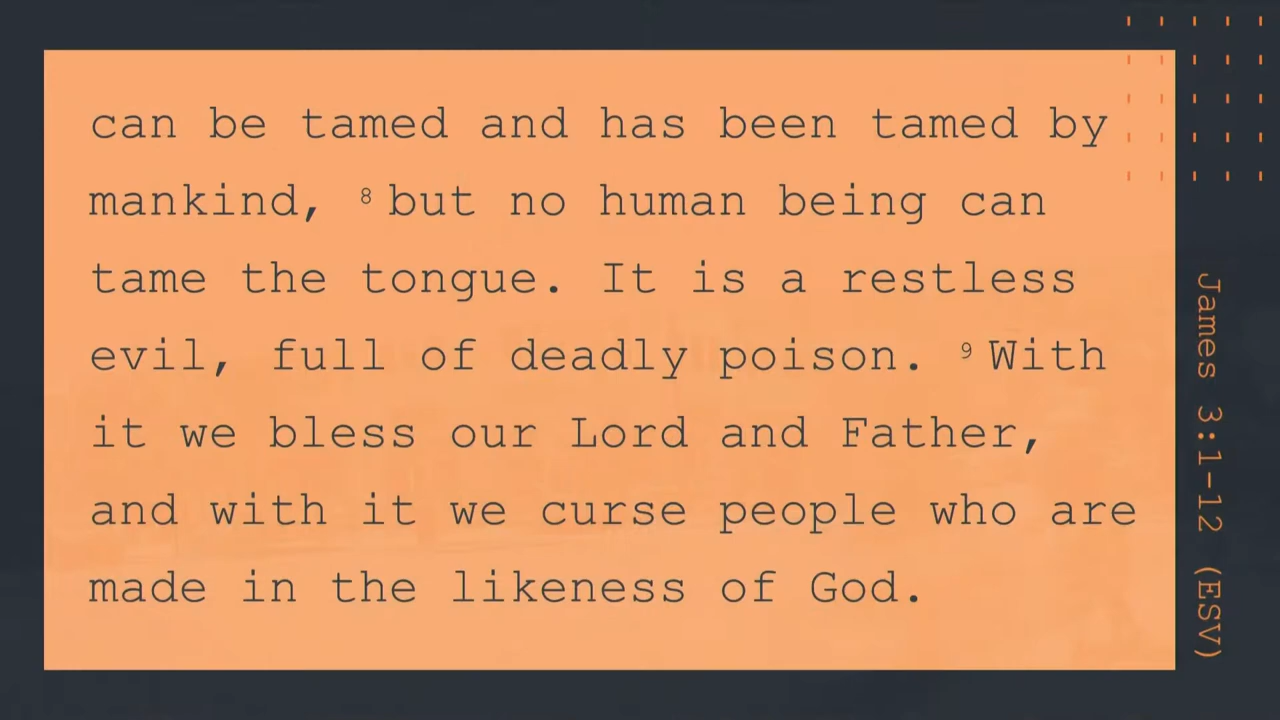 can be tamed and has been tamed by
mankind, 8 but no human being can
tame the tongue. It is a restless
evil, full of deadly poison. 9 With
it we bless our Lord and Father,
and with it we curse people who are
made in the likeness of God.
James 3:1-12 (ESV)